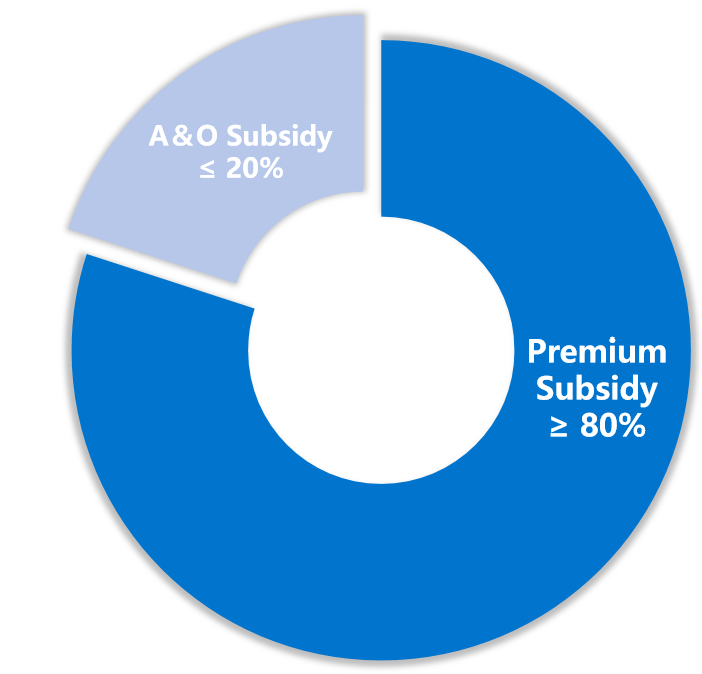 A&O Subsidy
≤ 20%
Premium
Subsidy
≥ 80%